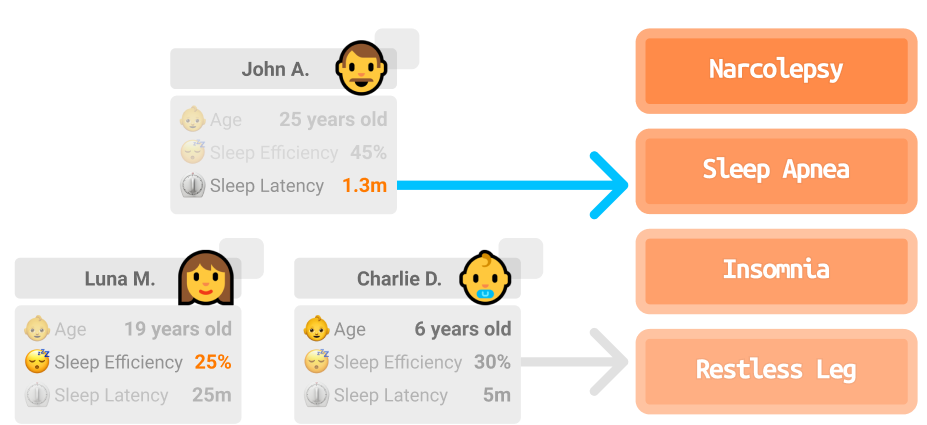 John A.
Age 25 years old
Sleep Efficiency 45%
Sleep Latency 1.3m
Luna M.
Age 19 years old
Sleep Efficiency 25%
Sleep Latency 25m
Charlie D.
Age 6 years old
Sleep Efficiency 30%
Sleep Latency 5m
Narcolepsy
Sleep Apnea
Insomnia
Restless Leg